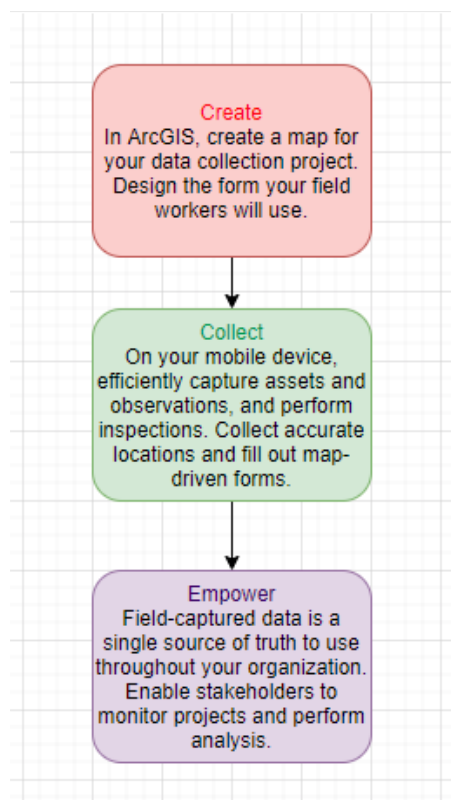 Create
In ArcGIS, create a map for
your data collection project.
Design the form your field
workers will use.
Collect
On your mobile device,
efficiently capture assets and
observations, and perform
inspections. Collect accurate
locations and fill out map-
driven forms.
Empower
Field-captured data is a
single source of truth to use
throughout your organization.
Enable stakeholders to
monitor projects and perform
analysis.